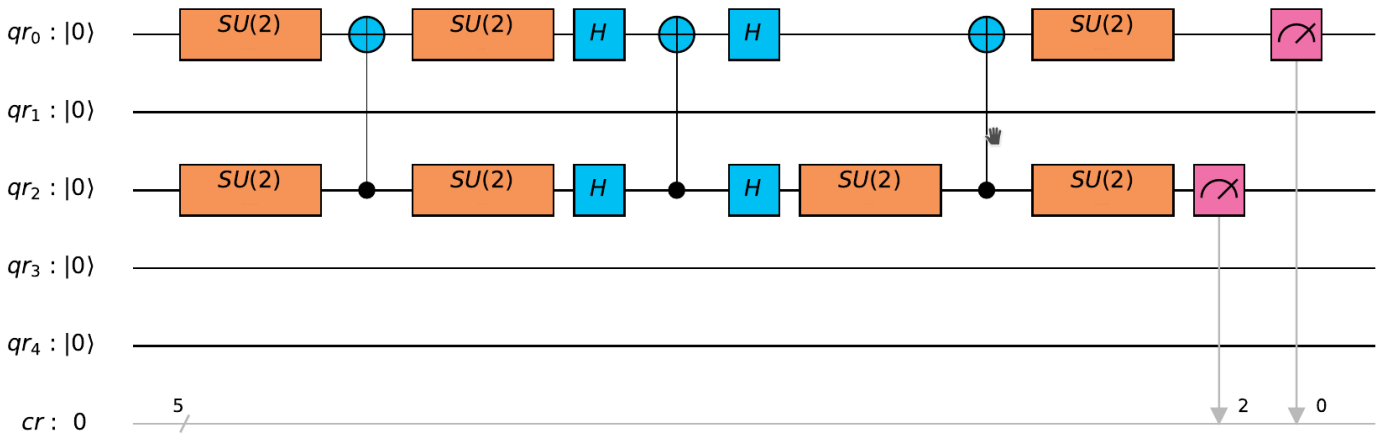 qr₀ : |0⟩ SU(2) SU(2) H H SU(2)
qr₁ : |0⟩
qr₂ : |0⟩ SU(2) SU(2) H H SU(2) SU(2)
qr₃ : |0⟩
qr₄ : |0⟩
cr : 0 5 2 0